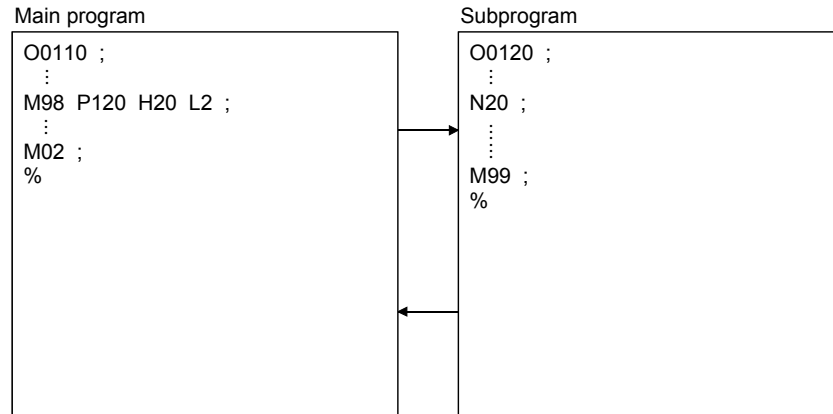 Main program
O0110 ;
⋮
M98 P120 H20 L2 ;
⋮
M02 ;
%
Subprogram
O0120 ;
⋮
N20 ;
⋮
⋮
M99 ;
%